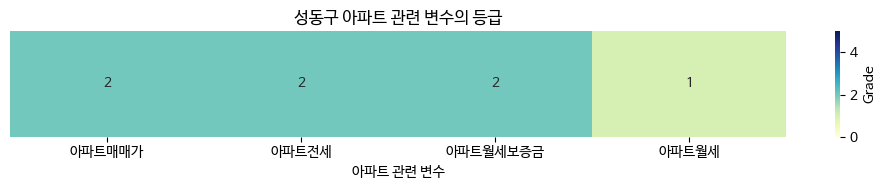 성동구 아파트 관련 변수의 등급
2 2 2 1
아파트매매가 아파트전세 아파트월세보증금 아파트월세
아파트 관련 변수
4
2
0
Grade